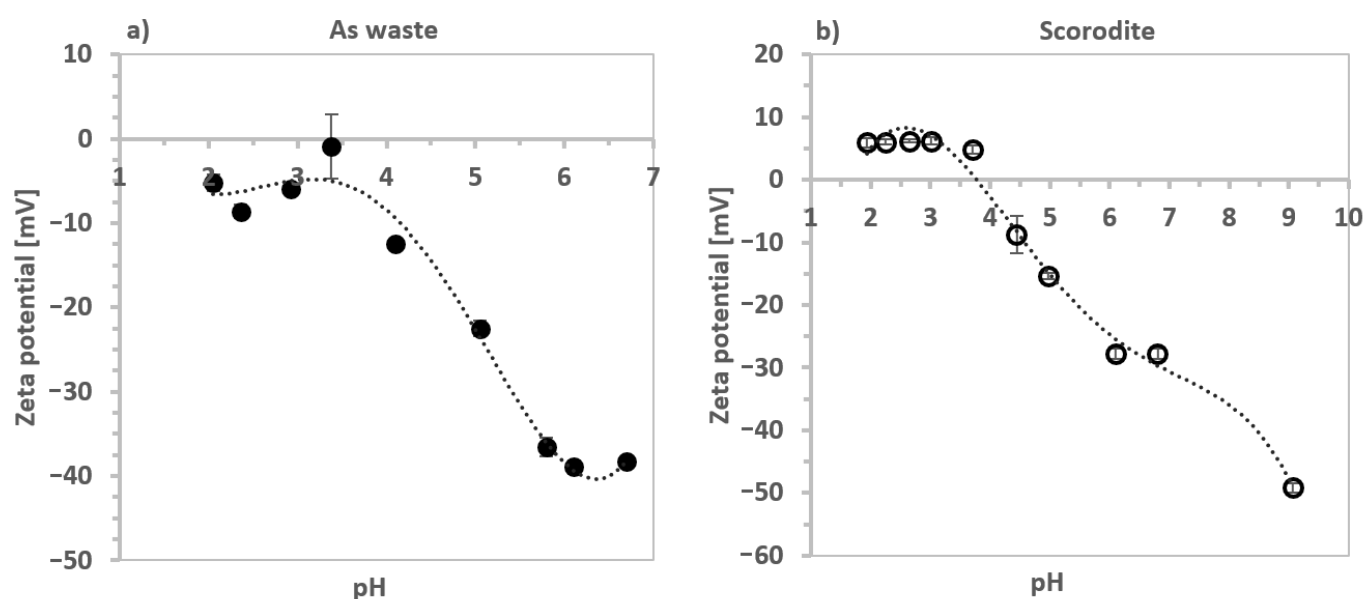 a) As waste
10
0
1 2 3 4 5 6 7
−10
−20
−30
−40
−50
Zeta potential [mV]
pH
b) Scorodite
20
10
0
1 2 3 4 5 6 7 8 9 10
−10
−20
−30
−40
−50
−60
Zeta potential [mV]
pH